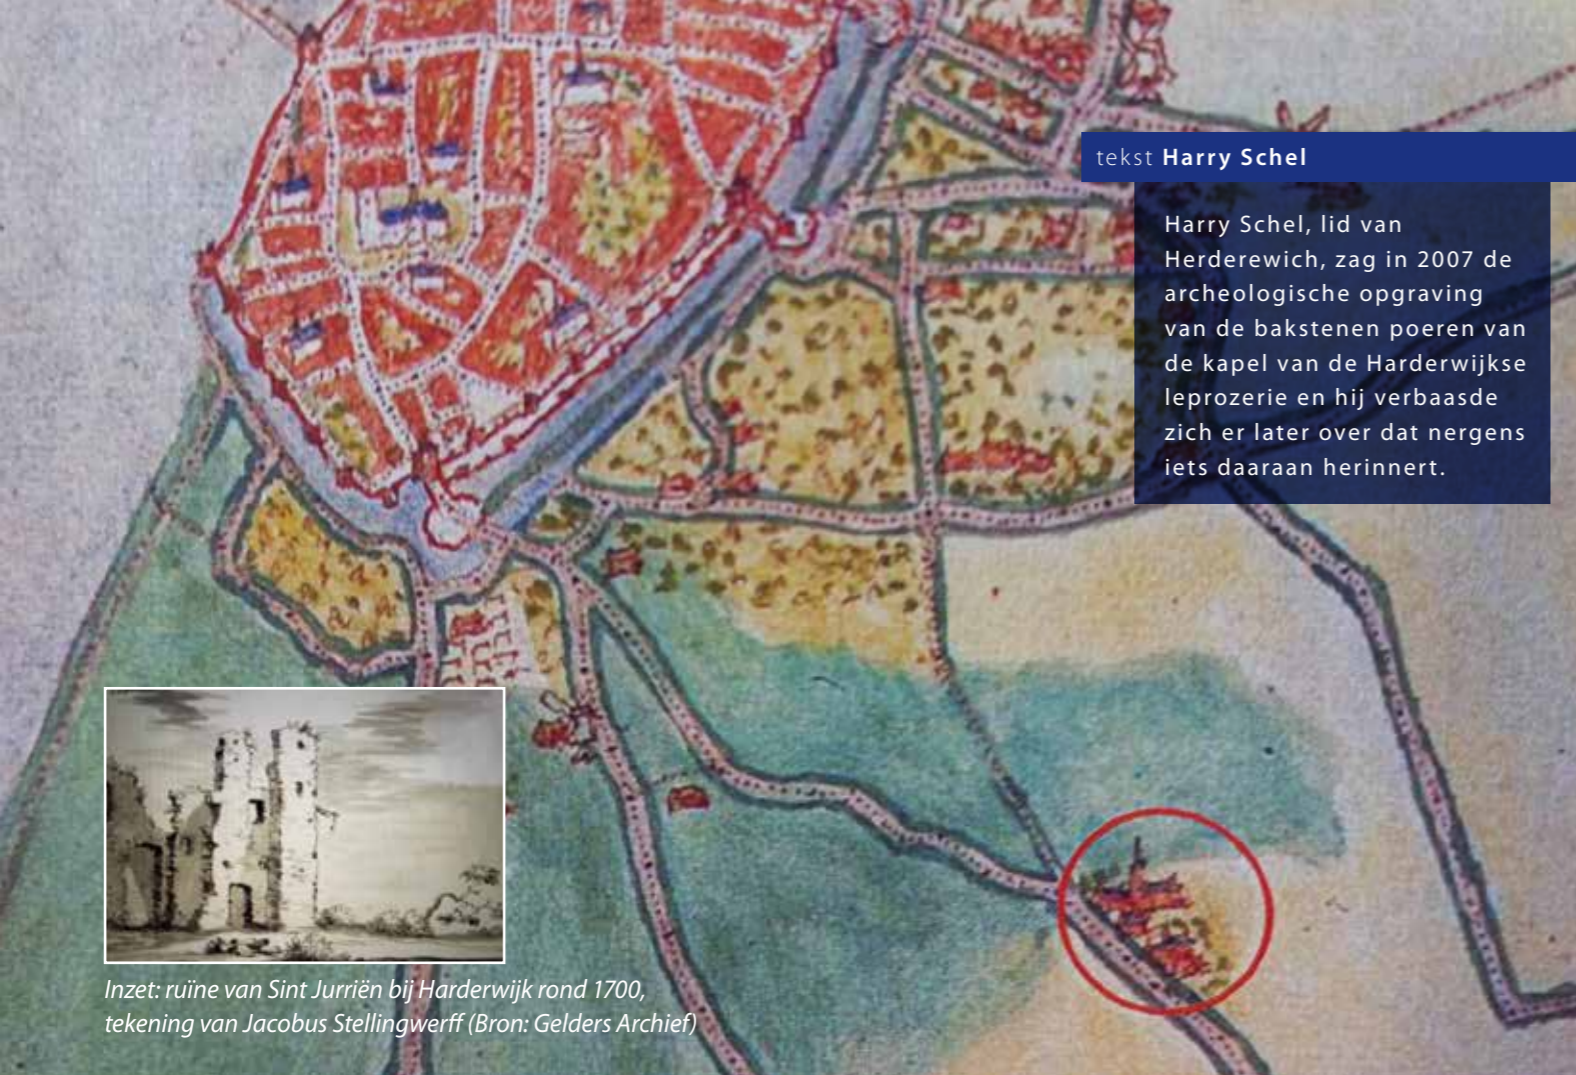 tekst Harry Schel
Harry Schel, lid van
Herderewich, zag in 2007 de
archeologische opgraving
van de bakstenen poeren van
de kapel van de Harderwijkse
leprozerie en hij verbaasde
zich er later over dat nergens
iets daaraan herinnert.
Inzet: ruïne van Sint Jurriën bij Harderwijk rond 1700,
tekening van Jacobus Stellingwerff (Bron: Gelders Archief)